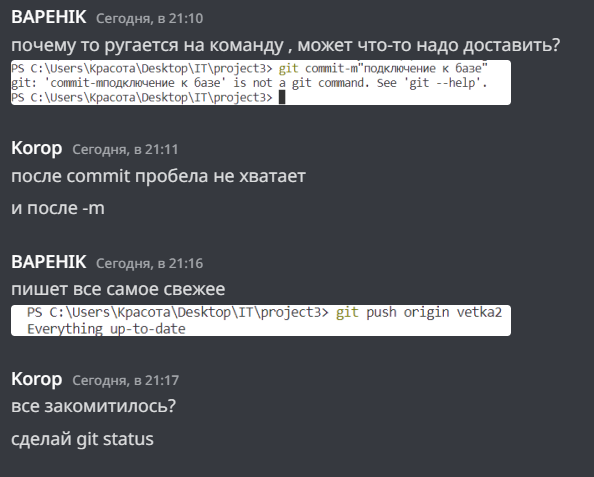 ВАРЕНІК Сегодня, в 21:10
почему то ругается на команду , может что-то надо доставить?
PS C:\Users\Красота\Desktop\IT\project3> git commit-m"подключение к базе"
git: 'commit-mподключение к базе' is not a git command. See 'git --help'.
PS C:\Users\Красота\Desktop\IT\project3>
Korop Сегодня, в 21:11
после commit пробела не хватает
и после -m
ВАРЕНІК Сегодня, в 21:16
пишет все самое свежее
PS C:\Users\Красота\Desktop\IT\project3> git push origin vetka2
Everything up-to-date
Korop Сегодня, в 21:17
все закомитилось?
сделай git status